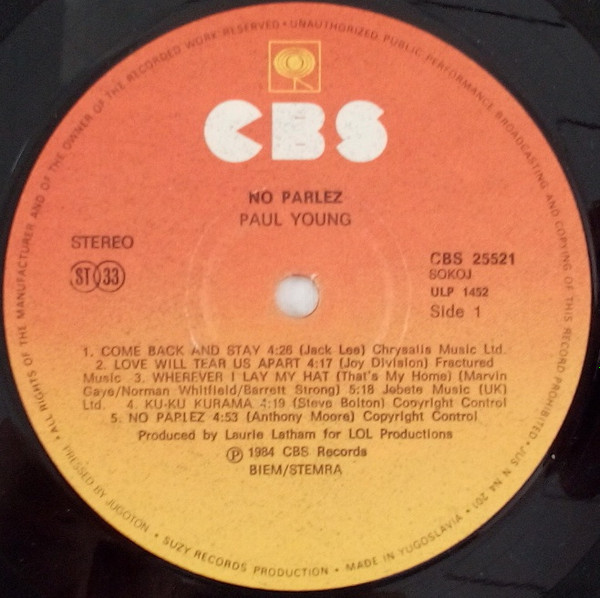 • ALL RIGHTS OF THE MANUFACTURER AND OF THE OWNER OF THE RECORDED WORK RESERVED • UNAUTHORIZED PUBLIC PERFORMANCE BROADCASTING AND COPYING OF THIS RECORD PROHIBITED • JUS N N4 201
CBS
NO PARLEZ
PAUL YOUNG
STEREO
ST 33
CBS 25521
SOKOJ
ULP 1452
Side 1
1. COME BACK AND STAY 4:26 (Jack Lee) Chrysalis Music Ltd.
2. LOVE WILL TEAR US APART 4:17 (Joy Division) Fractured
Music 3. WHEREVER I LAY MY HAT (That's My Home) (Marvin
Gaye/Norman Whitfield/Barrett Strong) 5:18 Jobete Music (UK)
Ltd. 4. KU-KU KURAMA 4:19 (Steve Bolton) Copyright Control
5. NO PARLEZ 4:53 (Anthony Moore) Copyright Control
Produced by Laurie Latham for LOL Productions
℗ 1984 CBS Records
BIEM/STEMRA
PRESSED BY JUGOTON • SUZY RECORDS PRODUCTION • MADE IN YUGOSLAVIA •